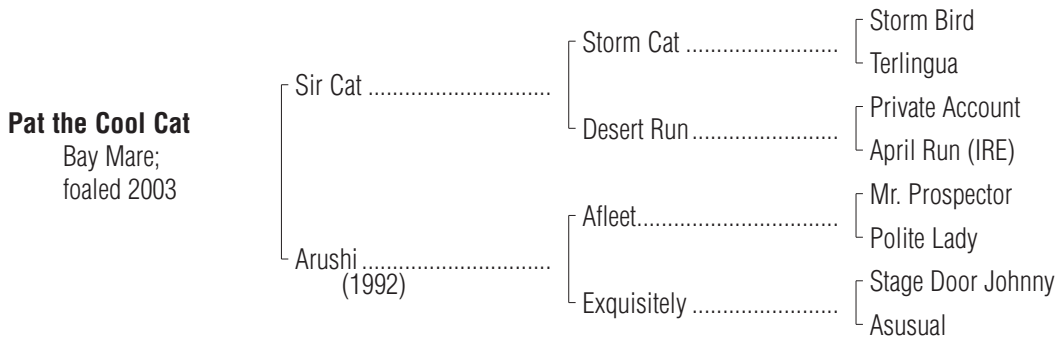 Storm Bird
Storm Cat ..........................
Terlingua
Sir Cat ..............................
Private Account
Desert Run .........................
April Run (IRE)
Pat the Cool Cat
Bay Mare;
foaled 2003
Mr. Prospector
Afleet..................................
Polite Lady
Arushi ...............................
(1992)
Stage Door Johnny
Exquisitely .........................
Asusual